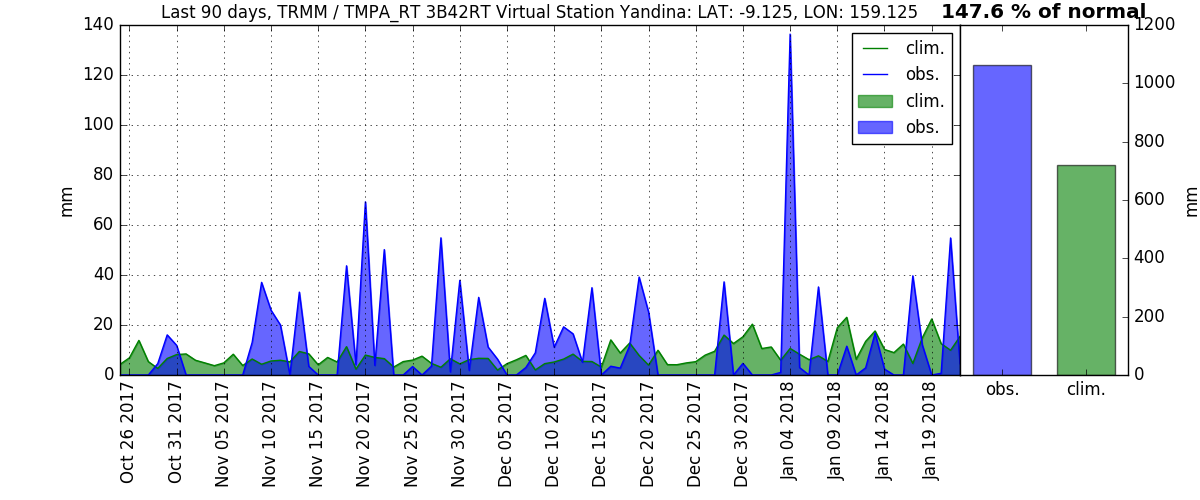 Last 90 days, TRMM / TMPA_RT 3B42RT Virtual Station Yandina: LAT: -9.125, LON: 159.125
147.6 % of normal
mm
140
120
100
80
60
40
20
0
clim.
obs.
clim.
obs.
1200
1000
800
600
400
200
0
mm
obs.
clim.
Oct 26 2017
Oct 31 2017
Nov 05 2017
Nov 10 2017
Nov 15 2017
Nov 20 2017
Nov 25 2017
Nov 30 2017
Dec 05 2017
Dec 10 2017
Dec 15 2017
Dec 20 2017
Dec 25 2017
Dec 30 2017
Jan 04 2018
Jan 09 2018
Jan 14 2018
Jan 19 2018